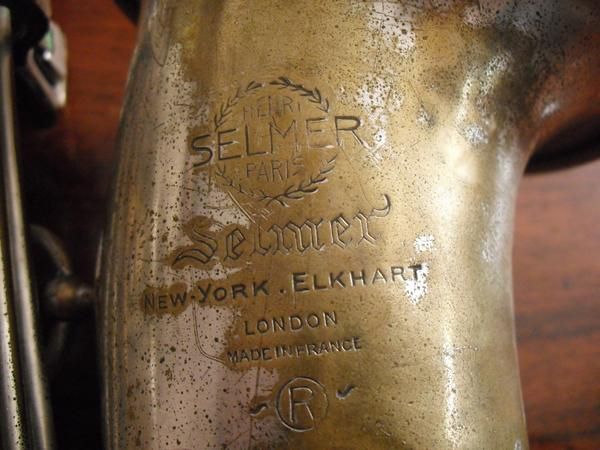 HENRI
SELMER
PARIS
Selmer
NEW-YORK . ELKHART
LONDON
MADE IN FRANCE
R